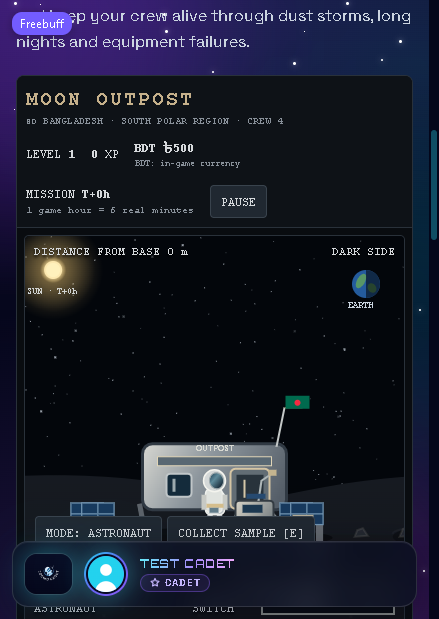 Freebuff
ep your crew alive through dust storms, long
nights and equipment failures.
MOON OUTPOST
BD BANGLADESH · SOUTH POLAR REGION · CREW 4
LEVEL 1 0 XP BDT ৳500
BDT: in-game currency
MISSION T+0h
1 game hour = 6 real minutes
PAUSE
DISTANCE FROM BASE 0 m
DARK SIDE
SUN · T+0h
EARTH
OUTPOST
MODE: ASTRONAUT
COLLECT SAMPLE [E]
TEST CADET
CADET
ASTRONAUT
SWITCH